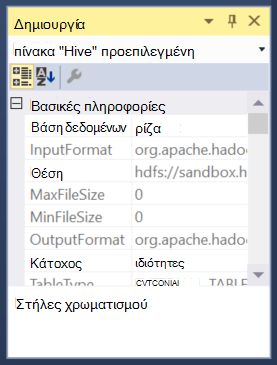 Δημιουργία
πίνακα "Hive" προεπιλεγμένη
Βασικές πληροφορίες
Βάση δεδομένων ρίζα
InputFormat org.apache.hado
Θέση hdfs://sandbox.h
MaxFileSize 0
MinFileSize 0
OutputFormat org.apache.hado
Κάτοχος ιδιότητες
TableType TABLE
Στήλες χρωματισμού